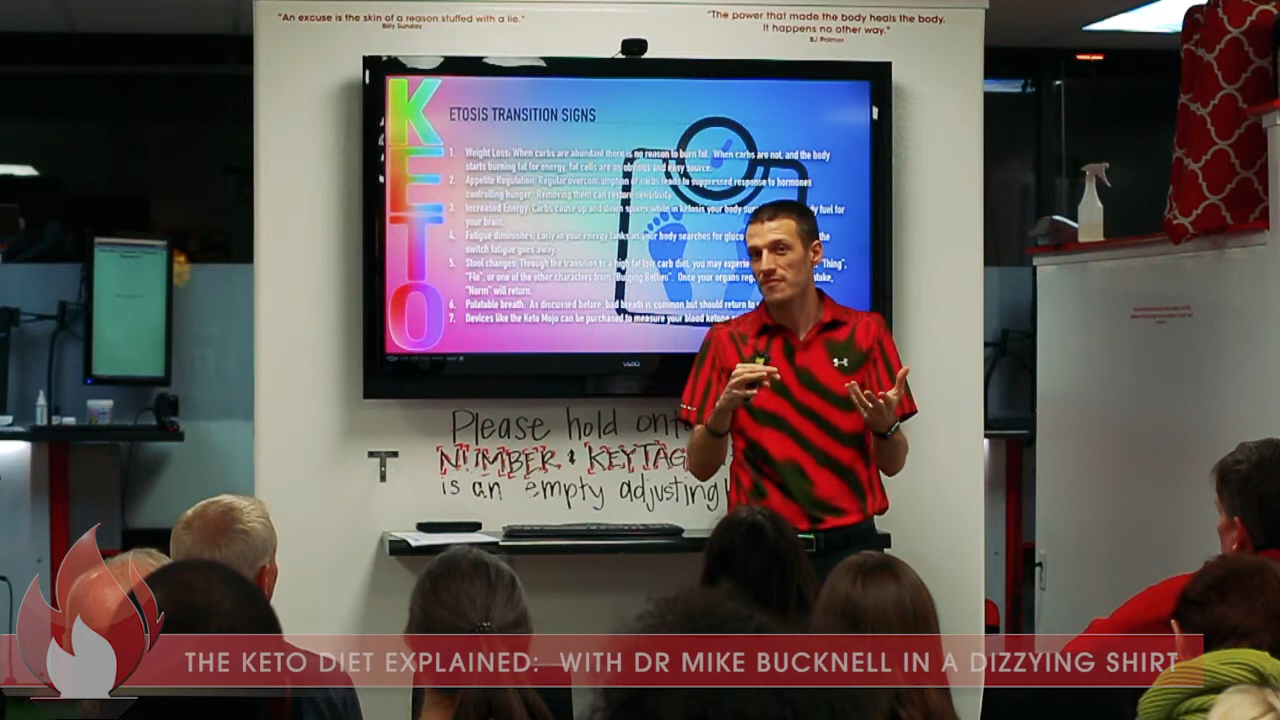 "An excuse is the skin of a reason stuffed with a lie."
Billy Sunday
"The power that made the body heals the body.
It happens no other way."
BJ Palmer
KETO
ETOSIS TRANSITION SIGNS
1. Weight Loss: When carbs are abundant there is no reason to burn fat. When carbs are not, and the body
starts burning fat for energy, fat cells are an obvious and easy source.
2. Appetite Regulation: Regular overconsumption of carbs leads to suppressed response to hormones
controlling hunger. Removing them can restore sensitivity.
3. Increased Energy: Carbs cause up and down spikes while in ketosis your body fuel for
your brain.
4. Fatigue diminishes: Early in your energy tanks as your body searches for the
switch fatigue goes away.
5. Stool changes: Through the transition to a high fat low carb diet, you may "Thing",
"Flo", or one of the other characters from Once your organs
"Norm" will return.
6. Palatable breath. As discussed before, bad breath is common but should return to
7. Devices like the Keto Mojo can be purchased to measure your blood ketone
VIZIO
Please hold onto
NUMBER & KEYTAG
is an empty adjusting
THE KETO DIET EXPLAINED: WITH DR MIKE BUCKNELL IN A DIZZYING SHIRT